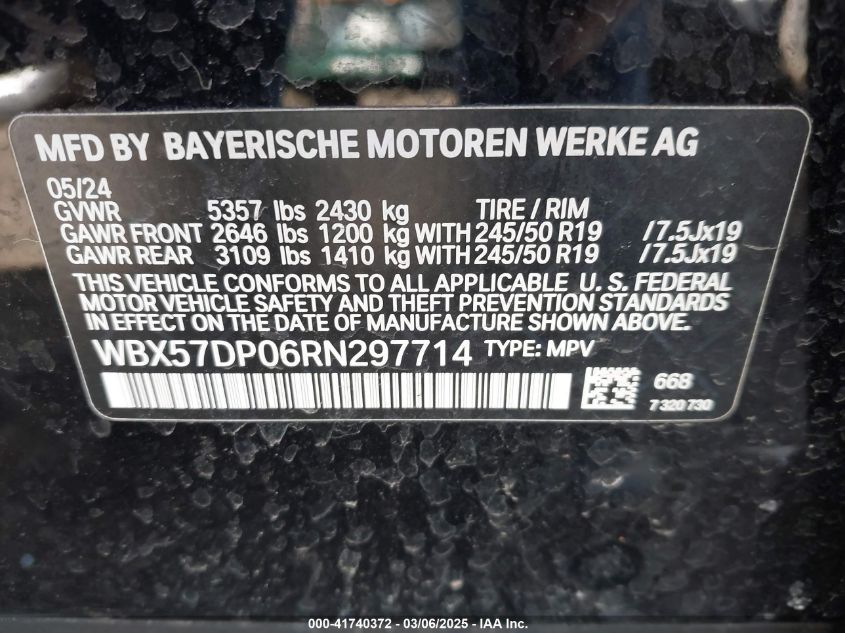 MFD BY BAYERISCHE MOTOREN WERKE AG
05/24
GVWR 5357 lbs 2430 kg TIRE / RIM
GAWR FRONT 2646 lbs 1200 kg WITH 245/50 R19 /7.5Jx19
GAWR REAR 3109 lbs 1410 kg WITH 245/50 R19 /7.5Jx19
THIS VEHICLE CONFORMS TO ALL APPLICABLE U. S. FEDERAL
MOTOR VEHICLE SAFETY AND THEFT PREVENTION STANDARDS
IN EFFECT ON THE DATE OF MANUFACTURE SHOWN ABOVE.
WBX57DP06RN297714 TYPE: MPV
668
7 320 730
000-41740372 — 03/06/2025 — IAA Inc.